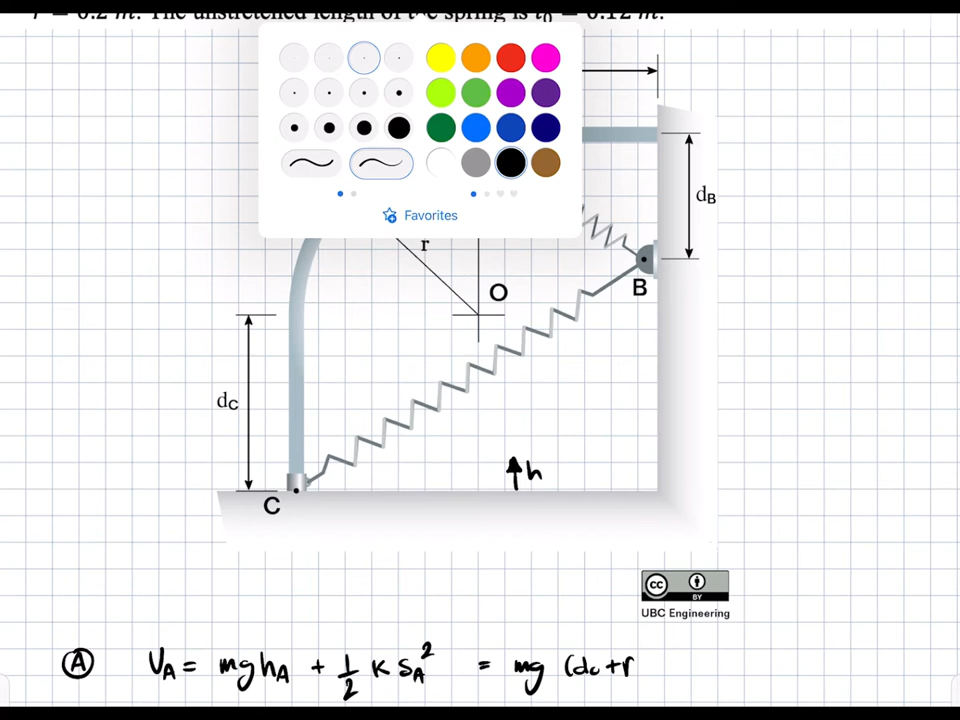 r = 0.2 m. The unstretched length of the spring is l₀ = 0.12 m.
Favorites
dB
r
B
O
dC
h
C
cc BY
UBC Engineering
A VA = mghA + 1/2 K SA² = mg (dc + r